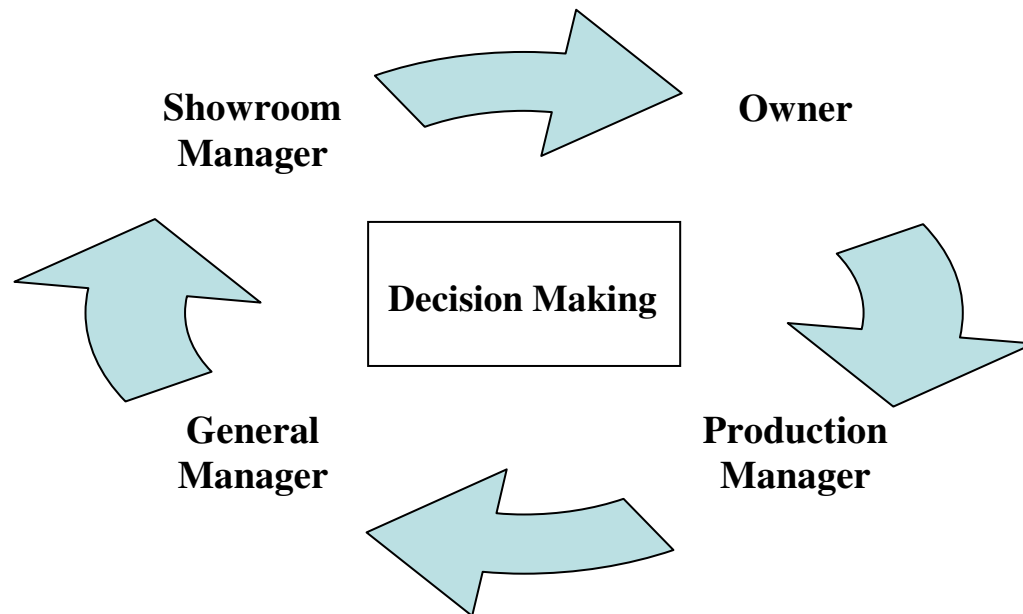 Showroom
Manager
Owner
Decision Making
General
Manager
Production
Manager